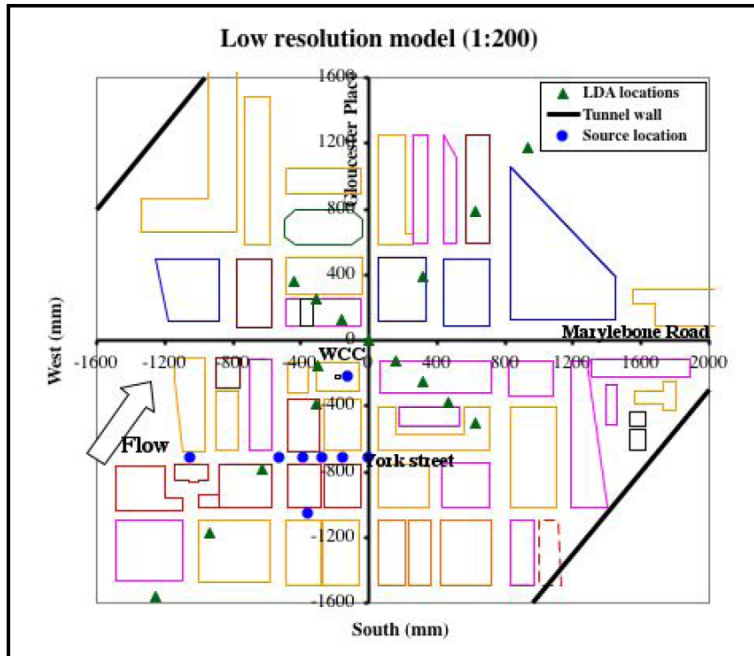 Low resolution model (1:200)
1600
LDA locations
Tunnel wall
Source location
Gloucester Place
1200
800
400
0
Marylebone Road
-1600
-1200
-800
-400
0
400
800
1200
1600
2000
WCC
-400
West (mm)
Flow
York street
-800
-1200
-1600
South (mm)